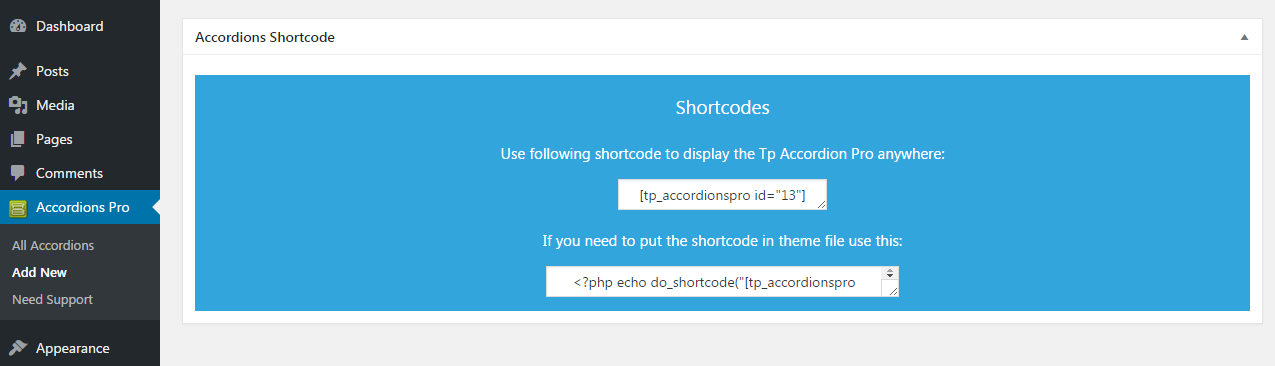 Dashboard
Posts
Media
Pages
Comments
Accordions Pro
All Accordions
Add New
Need Support
Appearance
Accordions Shortcode
Shortcodes
Use following shortcode to display the Tp Accordion Pro anywhere:
[tp_accordionspro id="13"]
If you need to put the shortcode in theme file use this:
<?php echo do_shortcode("[tp_accordionspro